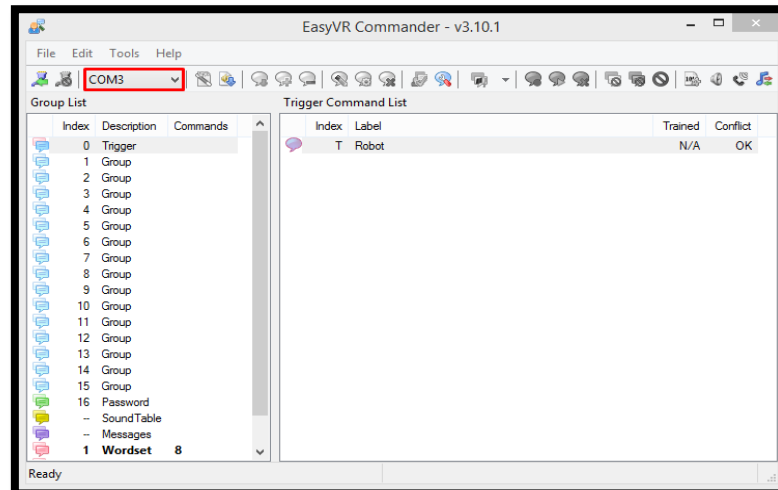 EasyVR Commander - v3.10.1
File Edit Tools Help
COM3
Group List
Index Description Commands
0 Trigger
1 Group
2 Group
3 Group
4 Group
5 Group
6 Group
7 Group
8 Group
9 Group
10 Group
11 Group
12 Group
13 Group
14 Group
15 Group
16 Password
-- SoundTable
-- Messages
1 Wordset 8
Trigger Command List
Index Label Trained Conflict
T Robot N/A OK
Ready